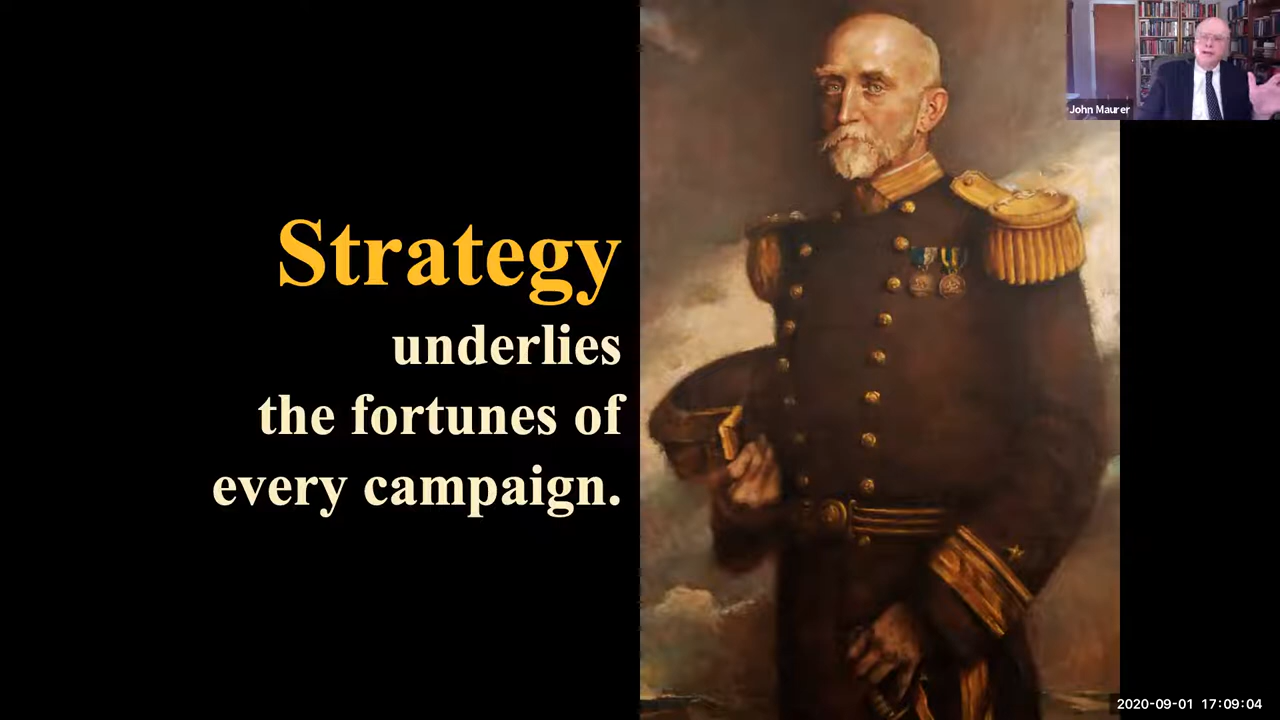 Strategy
underlies
the fortunes of
every campaign.
John Maurer
2020-09-01 17:09:04